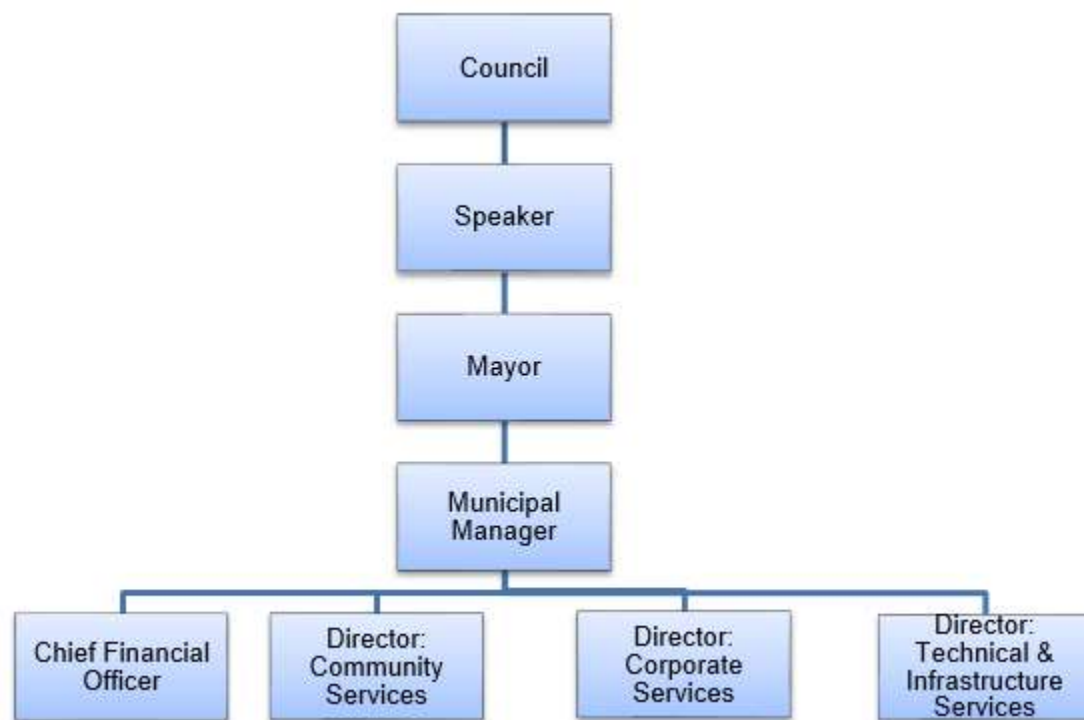 Council
Speaker
Mayor
Municipal
Manager
Chief Financial
Officer
Director:
Community
Services
Director:
Corporate
Services
Director:
Technical &
Infrastructure
Services